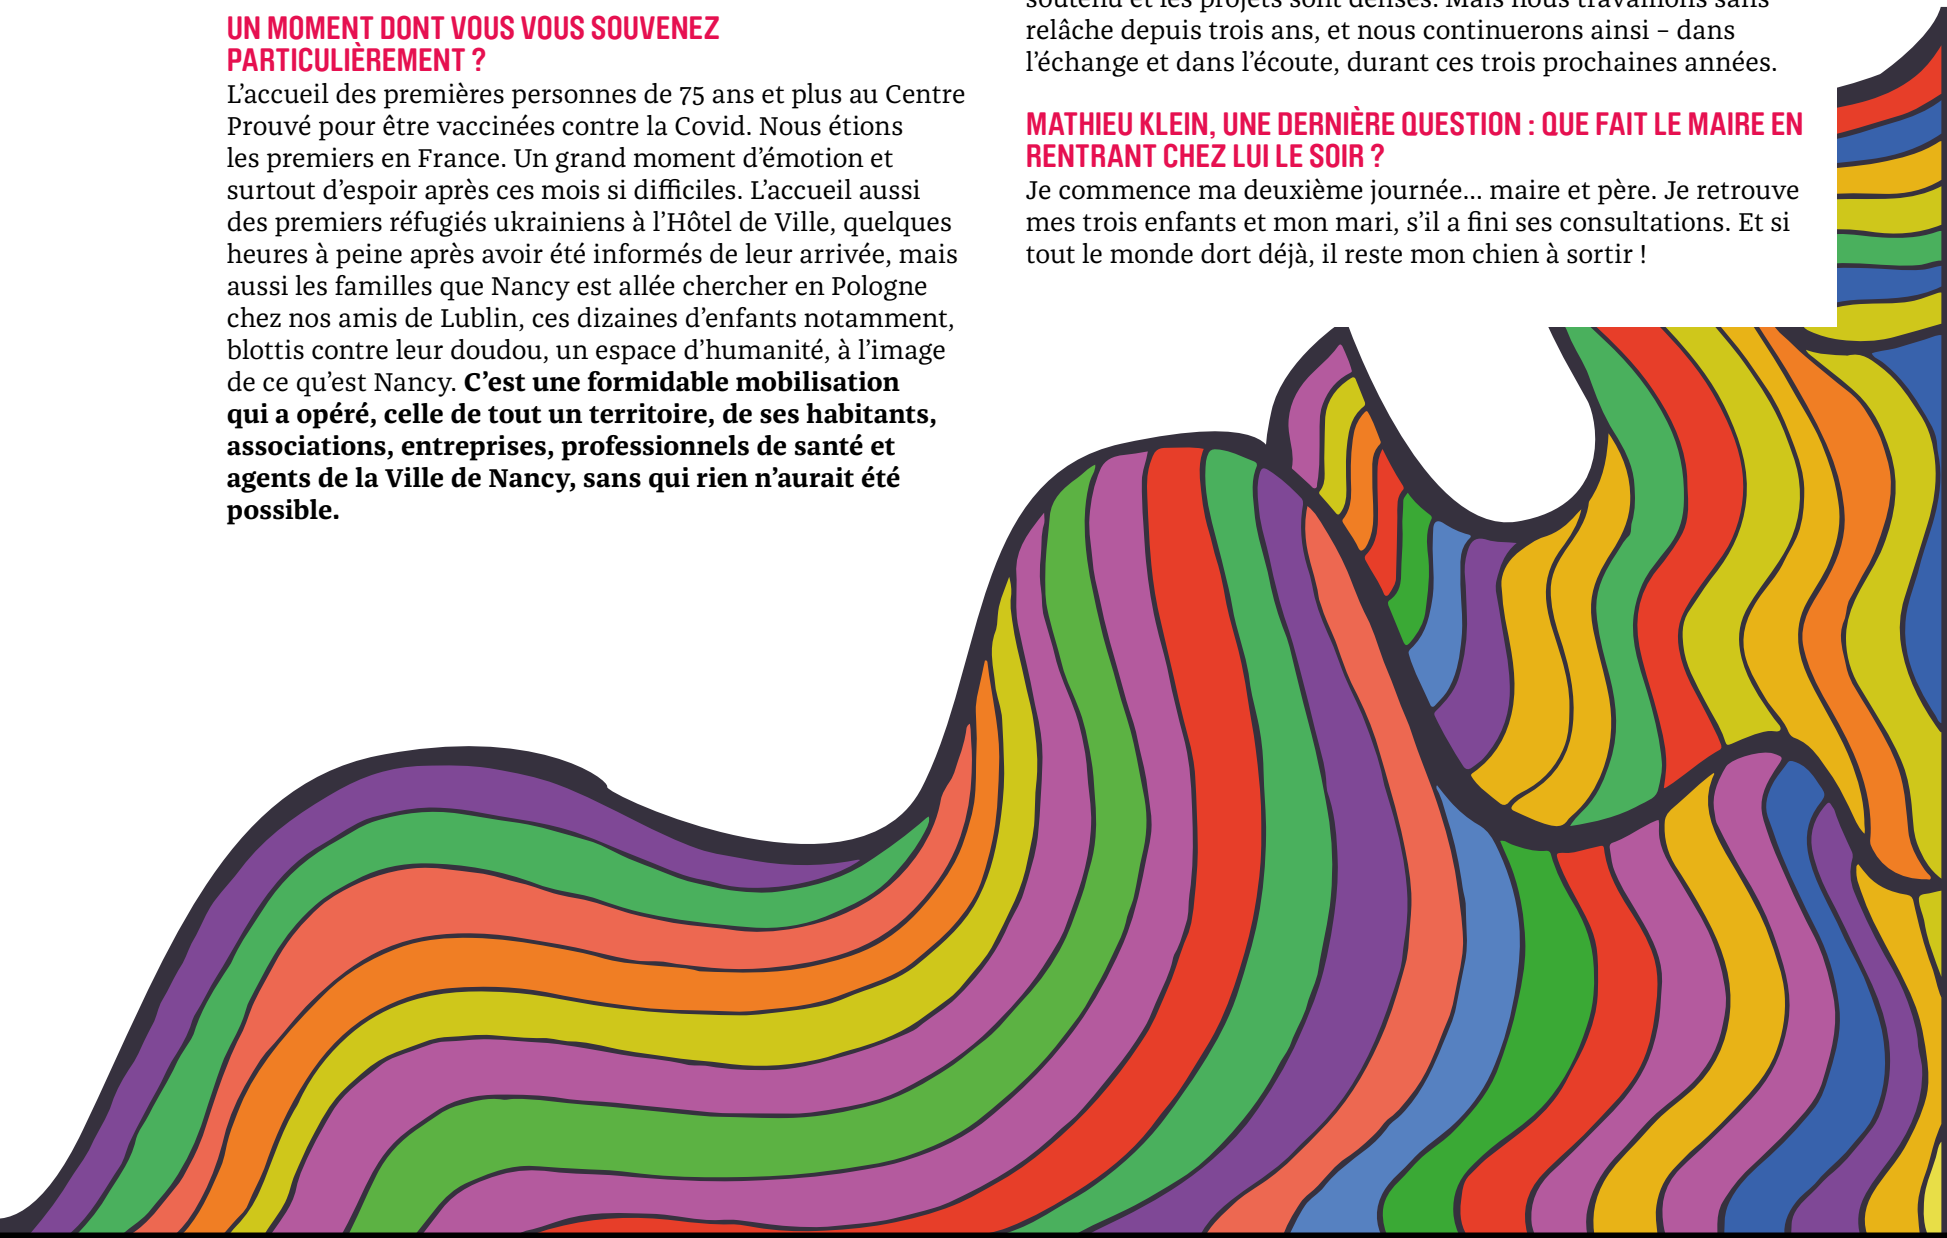 UN MOMENT DONT VOUS VOUS SOUVENEZ
PARTICULIÈREMENT ?
L'accueil des premières personnes de 75 ans et plus au Centre
Prouvé pour être vaccinées contre la Covid. Nous étions
les premiers en France. Un grand moment d'émotion et
surtout d'espoir après ces mois si difficiles. L'accueil aussi
des premiers réfugiés ukrainiens à l'Hôtel de Ville, quelques
heures à peine après avoir été informés de leur arrivée, mais
aussi les familles que Nancy est allée chercher en Pologne
chez nos amis de Lublin, ces dizaines d'enfants notamment,
blottis contre leur doudou, un espace d'humanité, à l'image
de ce qu'est Nancy. C'est une formidable mobilisation
qui a opéré, celle de tout un territoire, de ses habitants,
associations, entreprises, professionnels de santé et
agents de la Ville de Nancy, sans qui rien n'aurait été
possible.
soutenu et les projets sont denses. Mais nous travaillons sans
relâche depuis trois ans, et nous continuerons ainsi – dans
l'échange et dans l'écoute, durant ces trois prochaines années.
MATHIEU KLEIN, UNE DERNIÈRE QUESTION : QUE FAIT LE MAIRE EN
RENTRANT CHEZ LUI LE SOIR ?
Je commence ma deuxième journée... maire et père. Je retrouve
mes trois enfants et mon mari, s'il a fini ses consultations. Et si
tout le monde dort déjà, il reste mon chien à sortir !